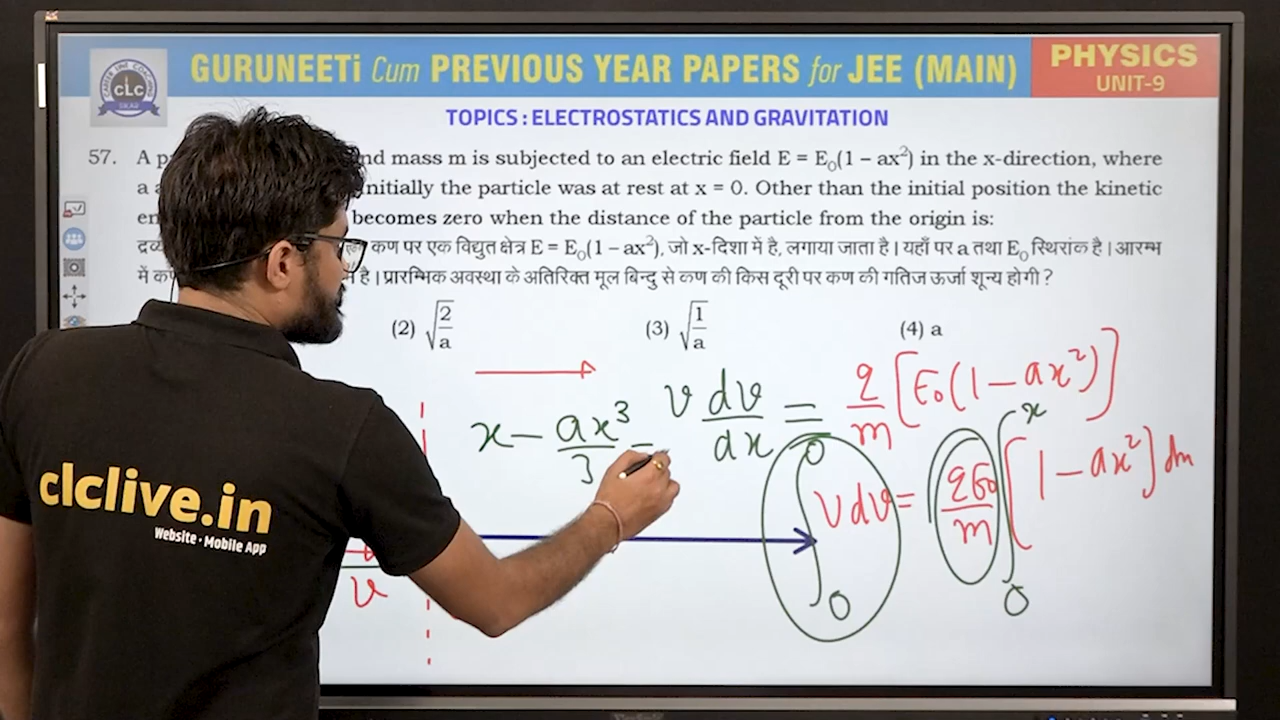 GURUNEETi Cum PREVIOUS YEAR PAPERS for JEE (MAIN)
PHYSICS
UNIT-9
CLC
SIKAR
TOPICS : ELECTROSTATICS AND GRAVITATION
57. A nd mass m is subjected to an electric field E = E₀(1 – ax²) in the x-direction, where
a nitially the particle was at rest at x = 0. Other than the initial position the kinetic
becomes zero when the distance of the particle from the origin is:
द्रव्य कण पर एक विद्युत क्षेत्र E = E₀(1 – ax²), जो x-दिशा में है, लगाया जाता है। यहाँ पर a तथा E₀ स्थिरांक है। आरम्भ
में है। प्रारम्भिक अवस्था के अतिरिक्त मूल बिन्दु से कण की किस दूरी पर कण की गतिज ऊर्जा शून्य होगी ?
(2) √(2/a) (3) √(1/a) (4) a
v dv/dx = q/m [E₀(1 – ax²)]
x – ax³/3 =
∫₀⁰ v dv = qE₀/m ∫₀ˣ [1 – ax²] dx
v
clclive.in
Website · Mobile App